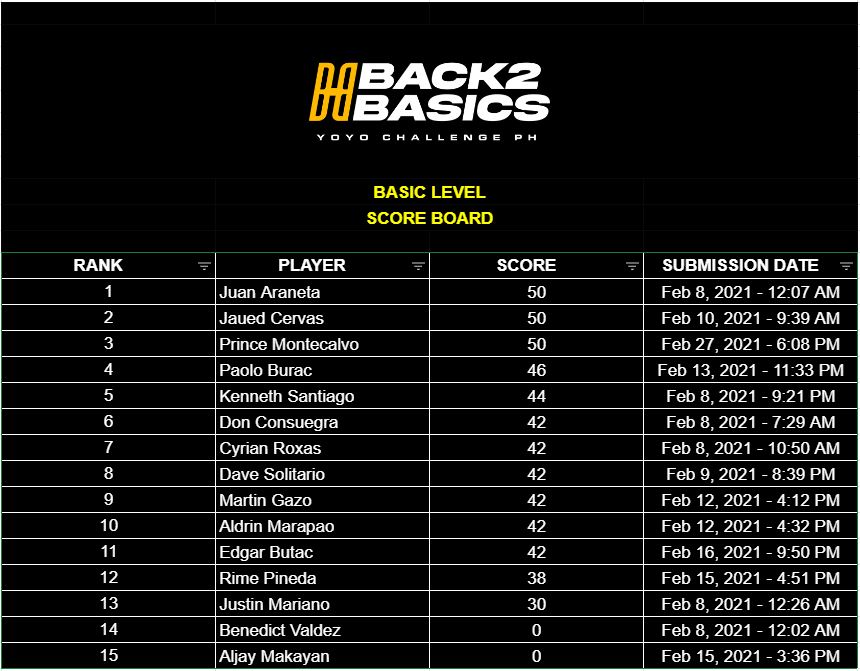 BACK2
BASICS
YOYO CHALLENGE PH
BASIC LEVEL
SCORE BOARD
RANK PLAYER SCORE SUBMISSION DATE
1 Juan Araneta 50 Feb 8, 2021 - 12:07 AM
2 Jaued Cervas 50 Feb 10, 2021 - 9:39 AM
3 Prince Montecalvo 50 Feb 27, 2021 - 6:08 PM
4 Paolo Burac 46 Feb 13, 2021 - 11:33 PM
5 Kenneth Santiago 44 Feb 8, 2021 - 9:21 PM
6 Don Consuegra 42 Feb 8, 2021 - 7:29 AM
7 Cyrian Roxas 42 Feb 8, 2021 - 10:50 AM
8 Dave Solitario 42 Feb 9, 2021 - 8:39 PM
9 Martin Gazo 42 Feb 12, 2021 - 4:12 PM
10 Aldrin Marapao 42 Feb 12, 2021 - 4:32 PM
11 Edgar Butac 42 Feb 16, 2021 - 9:50 PM
12 Rime Pineda 38 Feb 15, 2021 - 4:51 PM
13 Justin Mariano 30 Feb 8, 2021 - 12:26 AM
14 Benedict Valdez 0 Feb 8, 2021 - 12:02 AM
15 Aljay Makayan 0 Feb 15, 2021 - 3:36 PM